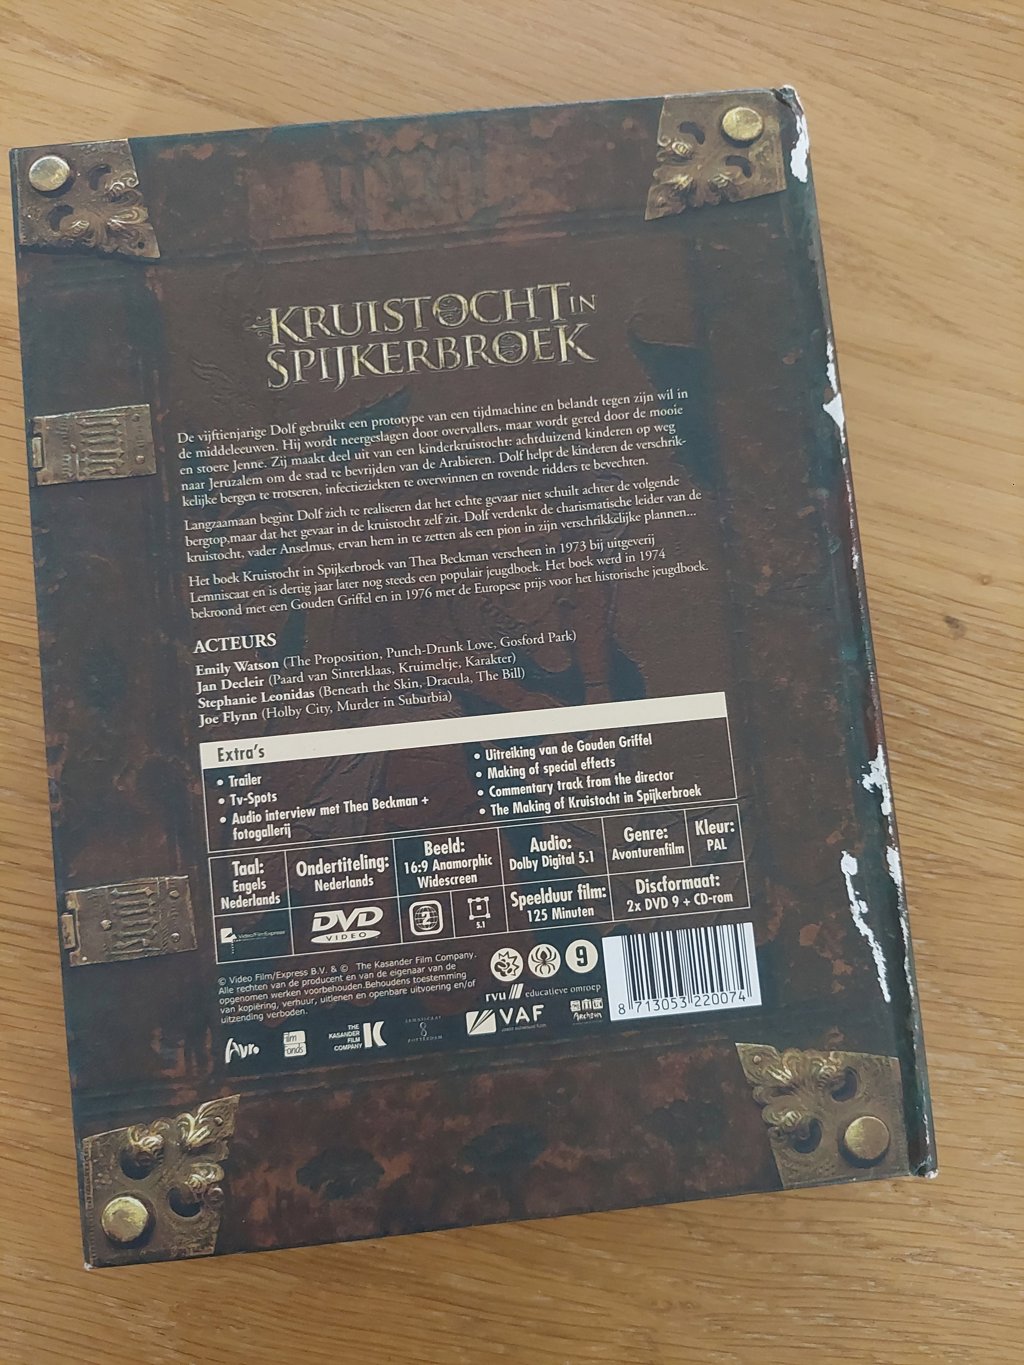 KRUISTOCHT IN
SPIJKERBROEK
De vijftienjarige Dolf gebruikt een prototype van een tijdmachine en belandt tegen zijn wil in
de middeleeuwen. Hij wordt neergeslagen door overvallers, maar wordt gered door de mooie
en stoere Jenne. Zij maakt deel uit van een kinderkruistocht: achtduizend kinderen op weg
naar Jeruzalem om de stad te bevrijden van de Arabieren. Dolf helpt de kinderen de verschrik-
kelijke bergen te trotseren, infectieziekten te overwinnen en rovende ridders te bevechten.
Langzaamaan begint Dolf zich te realiseren dat het echte gevaar niet schuilt achter de volgende
bergtop,maar dat het gevaar in de kruistocht zelf zit. Dolf verdenkt de charismatische leider van de
kruistocht, vader Anselmus, ervan hem in te zetten als een pion in zijn verschrikkelijke plannen...
Het boek Kruistocht in Spijkerbroek van Thea Beckman verscheen in 1973 bij uitgeverij
Lemniscaat en is dertig jaar later nog steeds een populair jeugdboek. Het boek werd in 1974
bekroond met een Gouden Griffel en in 1976 met de Europese prijs voor het historische jeugdboek.
ACTEURS
Emily Watson (The Proposition, Punch-Drunk Love, Gosford Park)
Jan Decleir (Paard van Sinterklaas, Kruimeltje, Karakter)
Stephanie Leonidas (Beneath the Skin, Dracula, The Bill)
Joe Flynn (Holby City, Murder in Suburbia)
Extra's
• Trailer
• Tv-Spots
• Audio interview met Thea Beckman +
fotogallerij
• Uitreiking van de Gouden Griffel
• Making of special effects
• Commentary track from the director
• The Making of Kruistocht in Spijkerbroek
Taal:
Engels
Nederlands
Ondertiteling:
Nederlands
Beeld:
16:9 Anamorphic
Widescreen
Audio:
Dolby Digital 5.1
Genre:
Avonturenfilm
Kleur:
PAL
Video/Film Express
DVD
VIDEO
2
5.1
Speelduur film:
125 Minuten
Discformaat:
2x DVD 9 + CD-rom
© Video Film/Express B.V. & © The Kasander Film Company.
Alle rechten van de producent en van de eigenaar van de
opgenomen werken voorbehouden.Behoudens toestemming
van kopiëring, verhuur, uitlenen en openbare uitvoering en/of
uitzending verboden.
9
8 713053 220074
rvu educatieve omroep
Avro
film
fonds
THE
KASANDER
FILM
COMPANY
K
LEMNISCAAT
ROTTERDAM
VAF